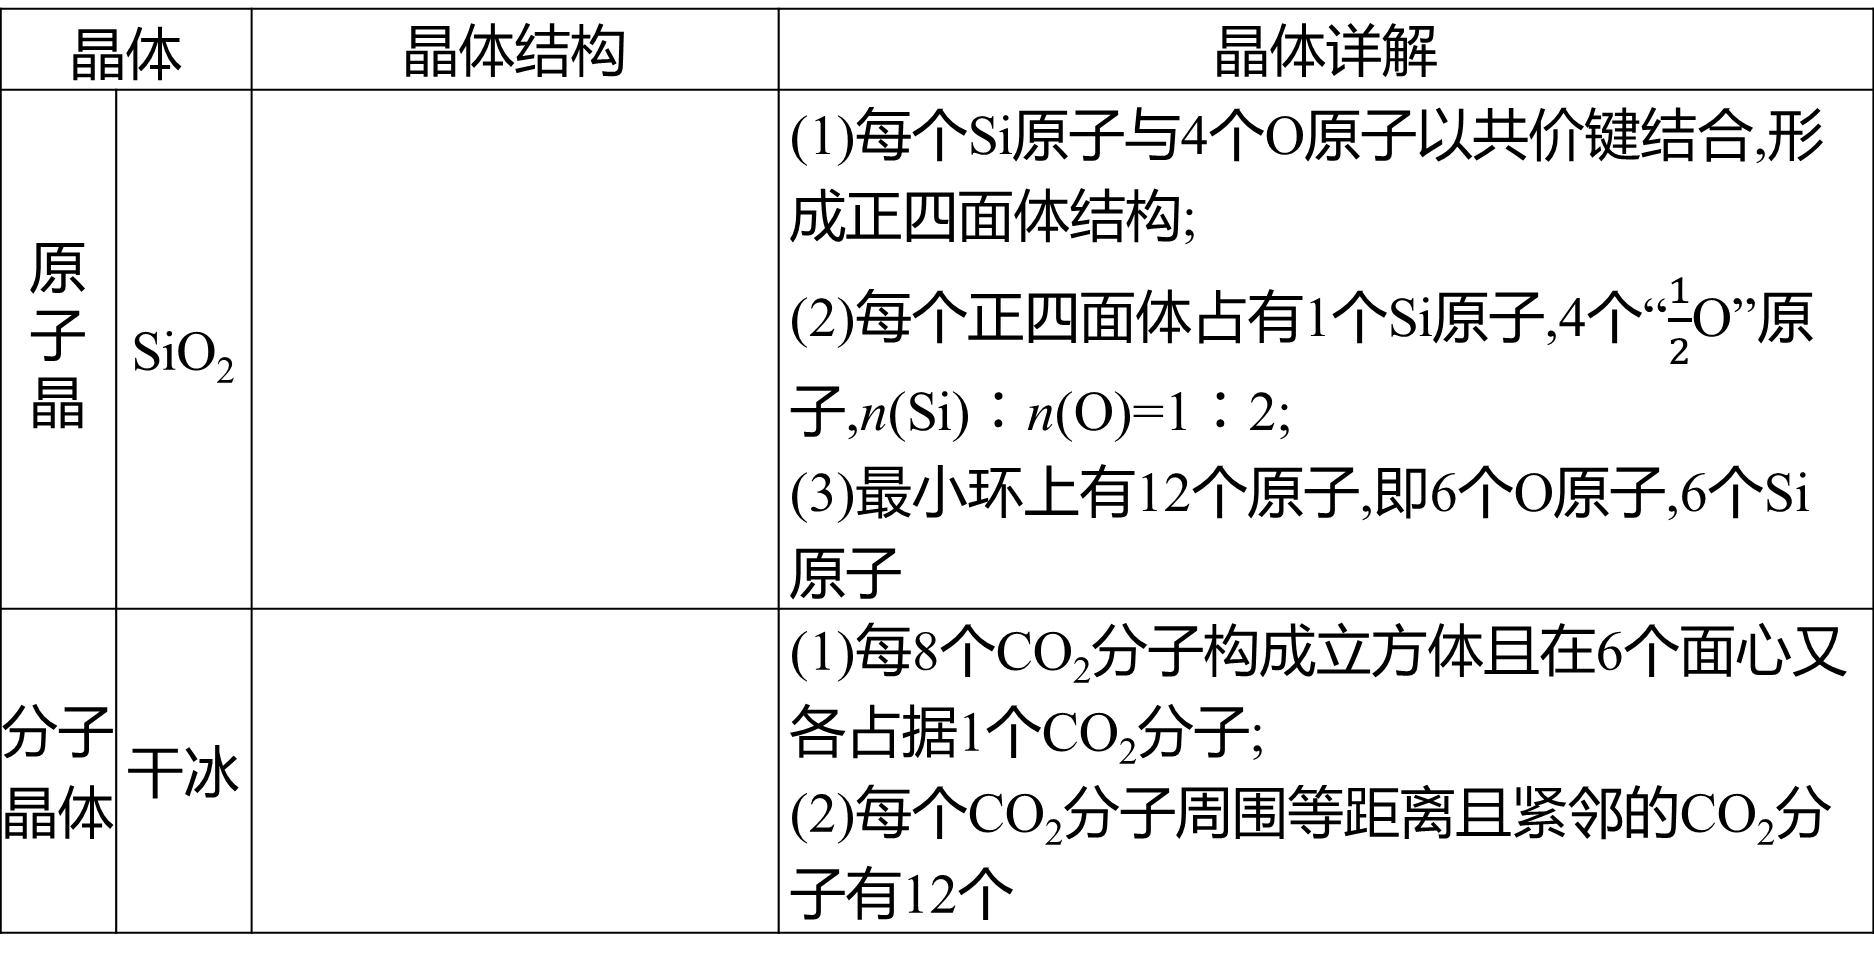 晶体
晶体结构
晶体详解
原
子
晶
SiO₂
(1)每个Si原子与4个O原子以共价键结合,形
成正四面体结构;
(2)每个正四面体占有1个Si原子,4个“1/2O”原
子,n(Si)∶n(O)=1∶2;
(3)最小环上有12个原子,即6个O原子,6个Si
原子
分子
晶体
干冰
(1)每8个CO₂分子构成立方体且在6个面心又
各占据1个CO₂分子;
(2)每个CO₂分子周围等距离且紧邻的CO₂分
子有12个